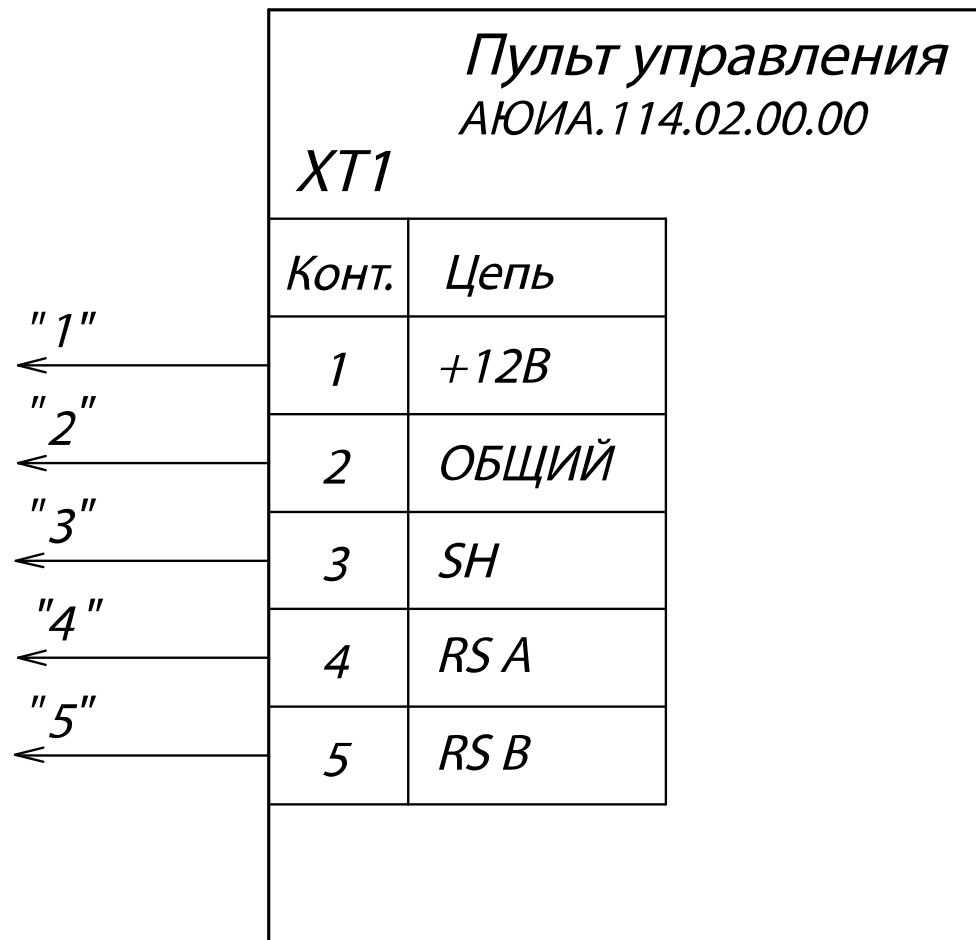 Пульт управления
АЮИА.114.02.00.00
XT1
Конт. Цепь
"1" 1 +12В
"2" 2 ОБЩИЙ
"3" 3 SH
"4" 4 RS A
"5" 5 RS B